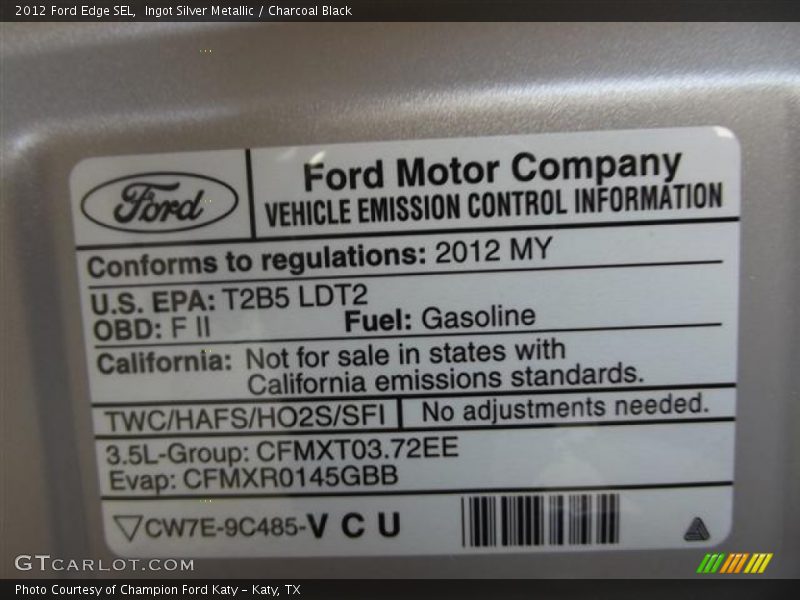 2012 Ford Edge SEL, Ingot Silver Metallic / Charcoal Black
Ford
Ford Motor Company
VEHICLE EMISSION CONTROL INFORMATION
Conforms to regulations: 2012 MY
U.S. EPA: T2B5 LDT2
OBD: F II Fuel: Gasoline
California: Not for sale in states with
California emissions standards.
TWC/HAFS/HO2S/SFI No adjustments needed.
3.5L-Group: CFMXT03.72EE
Evap: CFMXR0145GBB
CW7E-9C485-V C U
GTCARLOT.COM
Photo Courtesy of Champion Ford Katy – Katy, TX